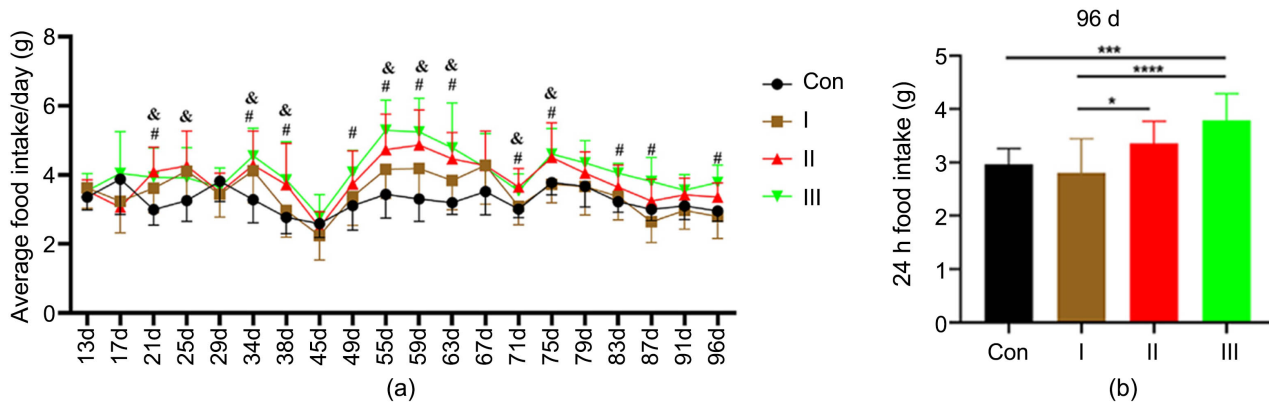 Average food intake/day (g)
8
6
4
2
0
& # & & # & # # & # & # & # & # & # # # #
13d 17d 21d 25d 29d 34d 38d 45d 49d 55d 59d 63d 67d 71d 75d 79d 83d 87d 91d 96d
Con
I
II
III
(a)
96 d
24 h food intake (g)
5
4
3
2
1
0
***
****
*
Con I II III
(b)